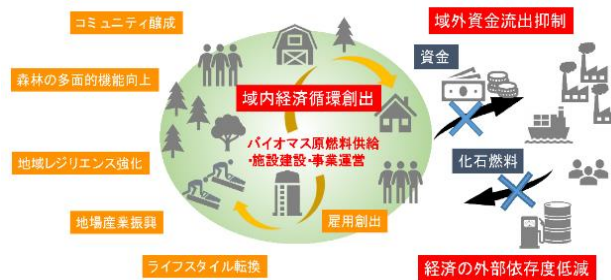 コミュニティ醸成
域外資金流出抑制
資金
森林の多面的機能向上
域内経済循環創出
バイオマス原燃料供給
・施設建設・事業運営
化石燃料
地域レジリエンス強化
地場産業振興
雇用創出
ライフスタイル転換
経済の外部依存度低減